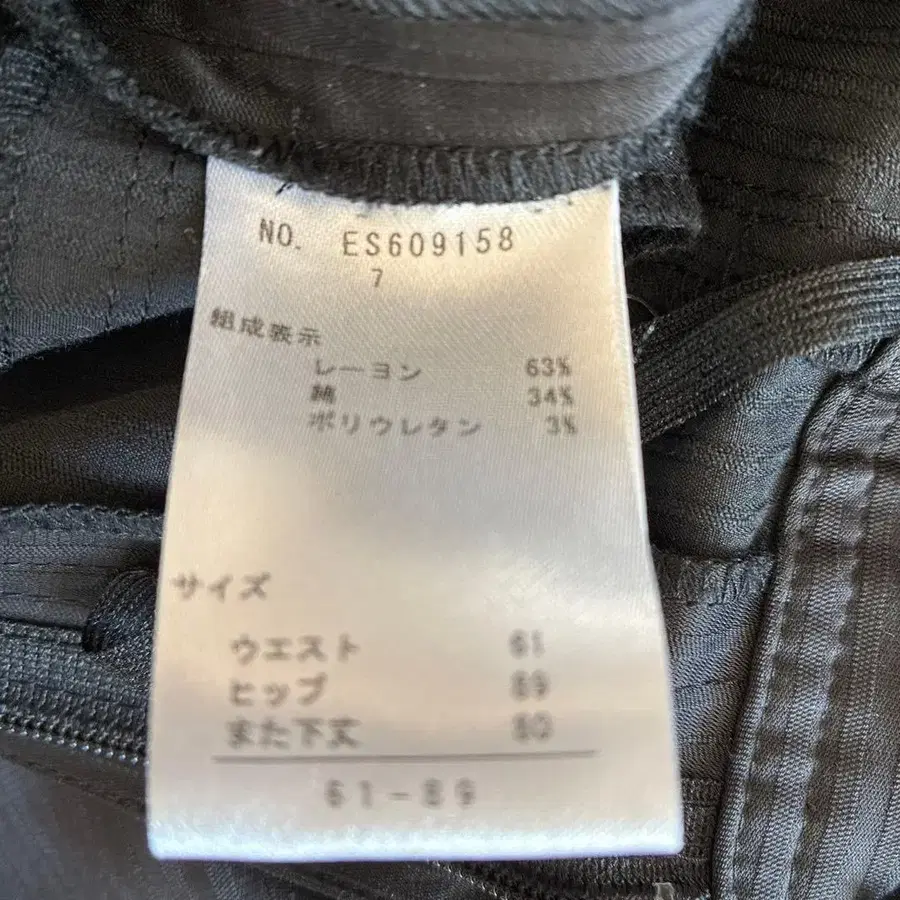 NO. ES609158
7
組成表示
レーヨン 63%
綿 34%
ポリウレタン 3%
サイズ
ウエスト 61
ヒップ 89
また下丈 80
61-89